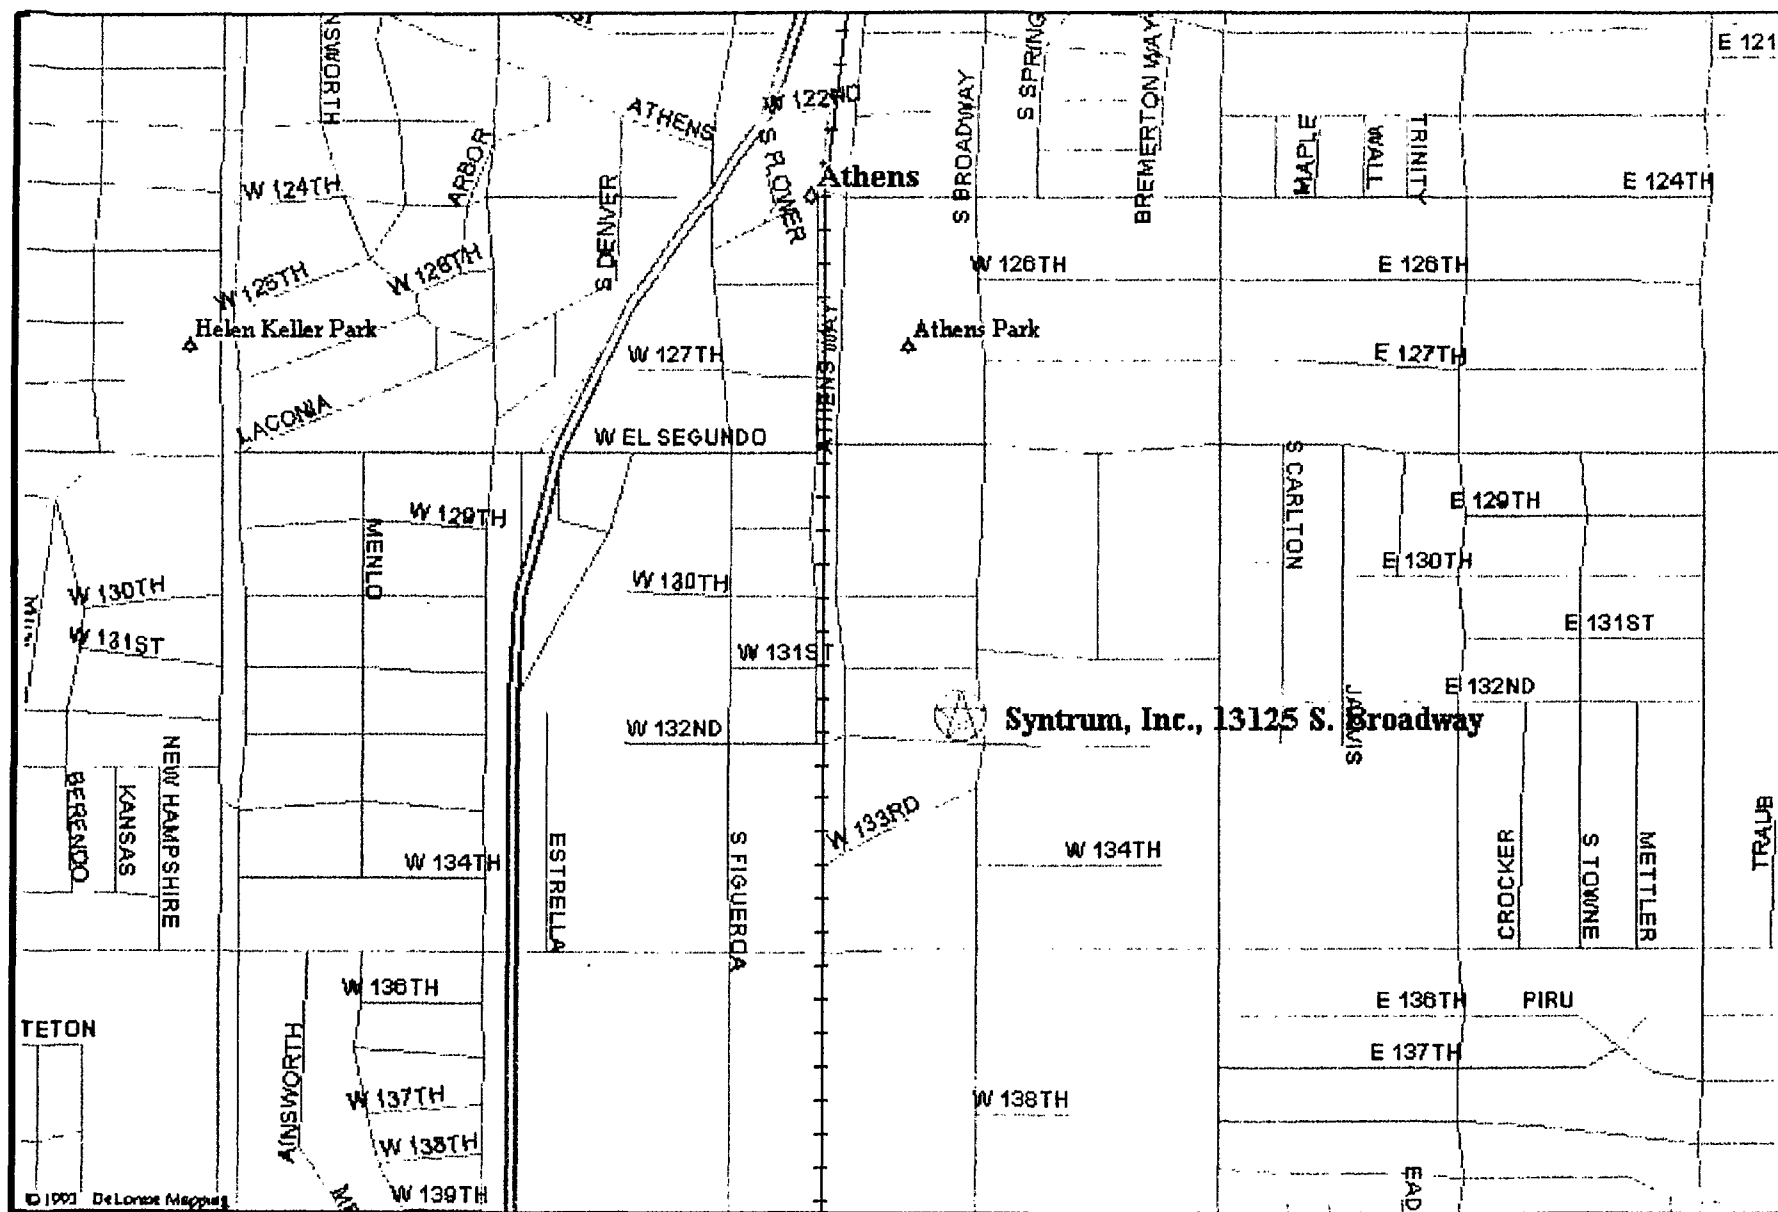 NSWORTH
ATHENS
W 122ND
S FLOWER
S BROADWAY
S SPRING
BREMERTON WAY
E 121
MAPLE
WALL
TRINITY
W 124TH
ARBOR
S DENVER
Athens
E 124TH
W 125TH
W 126TH
W 126TH
E 126TH
Helen Keller Park
Athens Park
W 127TH
ATHENS WAY
E 127TH
LACONIA
W EL SEGUNDO
S CARLTON
W 129TH
MENLO
E 129TH
W 130TH
W 130TH
E 130TH
W 131ST
W 131ST
E 131ST
E 132ND
JARVIS
W 132ND
Syntrum, Inc., 13125 S. Broadway
NEW HAMPSHIRE
BERENDO
KANSAS
W 133RD
W 134TH
ESTRELLA
S FIGUEROA
W 134TH
CROCKER
S TOWNE
METTLER
TRAUB
W 136TH
E 136TH
PIRU
TETON
AINSWORTH
E 137TH
W 137TH
W 138TH
W 138TH
W 139TH
EAD
DeLorme Mapping